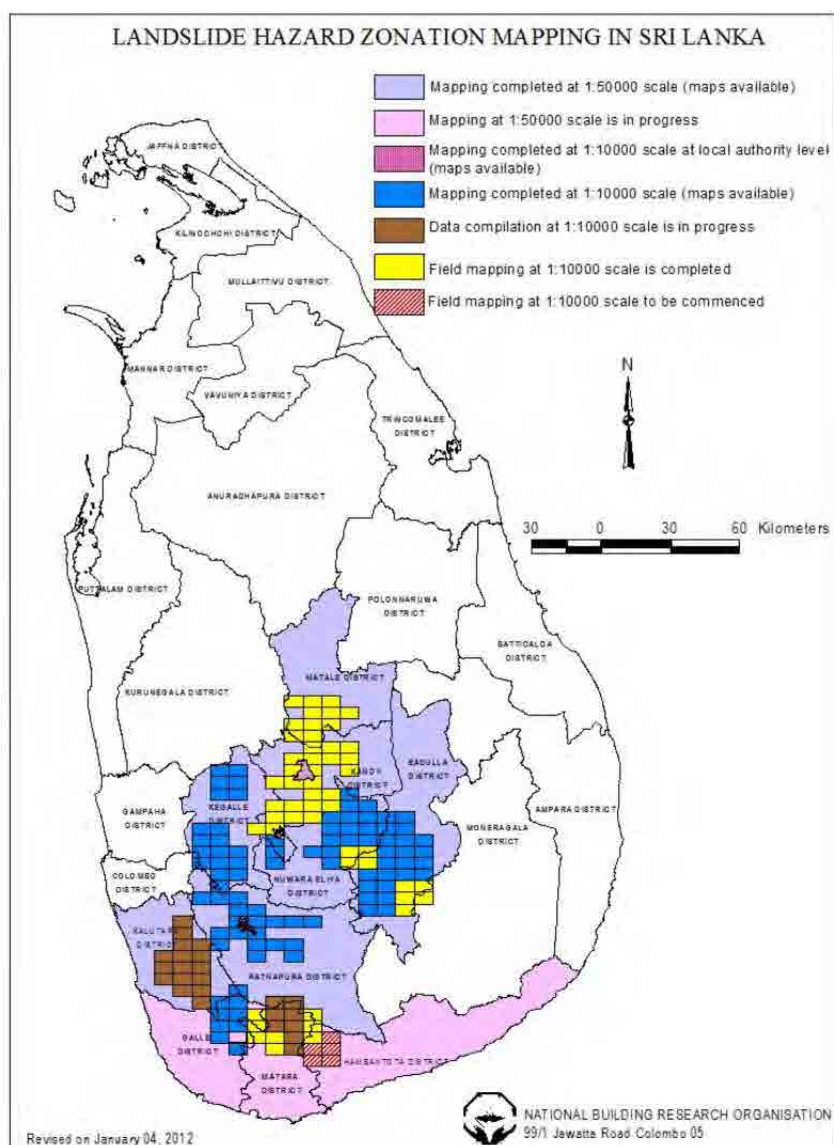 LANDSLIDE HAZARD ZONATION MAPPING IN SRI LANKA
Mapping completed at 1:50000 scale (maps available)
Mapping at 1:50000 scale is in progress
Mapping completed at 1:10000 scale at local authority level
(maps available)
Mapping completed at 1:10000 scale (maps available)
Data compilation at 1:10000 scale is in progress
Field mapping at 1:10000 scale is completed
Field mapping at 1:10000 scale to be commenced
JAFFNA DISTRICT
KILINOCHCHI DISTRICT
MULLAITTIVU DISTRICT
MANNAR DISTRICT
VAVUNIYA DISTRICT
TRINCOMALEE
DISTRICT
N
ANURADHAPURA DISTRICT
30 0 30 60 Kilometers
PUTTALAM DISTRICT
POLONNARUWA
DISTRICT
BATTICALOA
DISTRICT
MATALE DISTRICT
KURUNEGALA DISTRICT
BADULLA
DISTRICT
KANDY
DISTRICT
GAMPAHA
DISTRICT
KEGALLE
DISTRICT
AMPARA DISTRICT
MONERAGALA
DISTRICT
COLOMBO
DISTRICT
NUWARA ELIYA
DISTRICT
KALUTARA
DISTRICT
RATNAPURA DISTRICT
GALLE
DISTRICT
HAMBANTOTA DISTRICT
MATARA
DISTRICT
NATIONAL BUILDING RESEARCH ORGANISATION
99/1 Jawatta Road Colombo 05
Revised on January 04, 2012